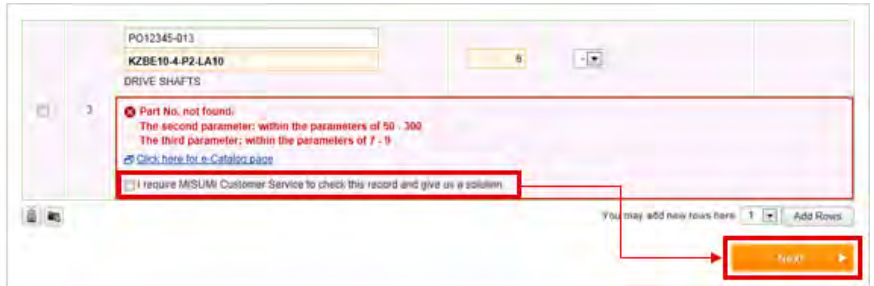 PO12345-013
KZBE10-4-P2-LA10
6
-
DRIVE SHAFTS
3
Part No. not found.
The second parameter: within the parameters of 50 - 300
The third parameter: within the parameters of 7 - 9
Click here for e-Catalog page
I require MISUMI Customer Service to check this record and give us a solution
You may add new rows here
1
Add Rows
Next